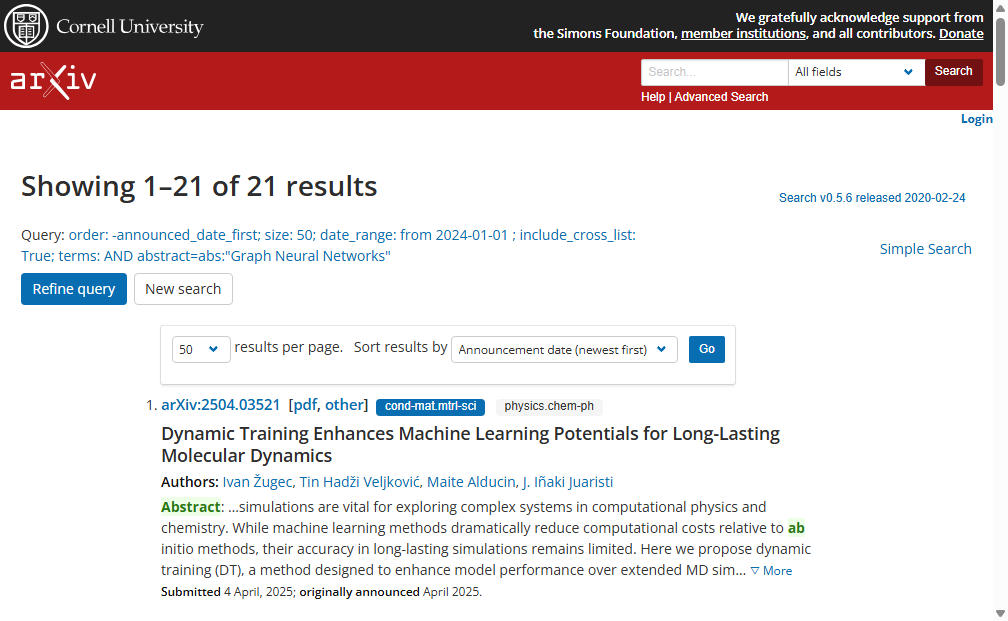 Cornell University
We gratefully acknowledge support from
the Simons Foundation, member institutions, and all contributors. Donate
arXiv
Search...
All fields
Search
Help | Advanced Search
Login
Showing 1–21 of 21 results
Search v0.5.6 released 2020-02-24
Query: order: -announced_date_first; size: 50; date_range: from 2024-01-01 ; include_cross_list:
True; terms: AND abstract=abs:"Graph Neural Networks"
Simple Search
Refine query
New search
50 results per page. Sort results by Announcement date (newest first) Go
1. arXiv:2504.03521 [pdf, other] cond-mat.mtrl-sci physics.chem-ph
Dynamic Training Enhances Machine Learning Potentials for Long-Lasting
Molecular Dynamics
Authors: Ivan Žugec, Tin Hadži Veljković, Maite Alducin, J. Iñaki Juaristi
Abstract: …simulations are vital for exploring complex systems in computational physics and
chemistry. While machine learning methods dramatically reduce computational costs relative to ab
initio methods, their accuracy in long-lasting simulations remains limited. Here we propose dynamic
training (DT), a method designed to enhance model performance over extended MD sim… ▽ More
Submitted 4 April, 2025; originally announced April 2025.